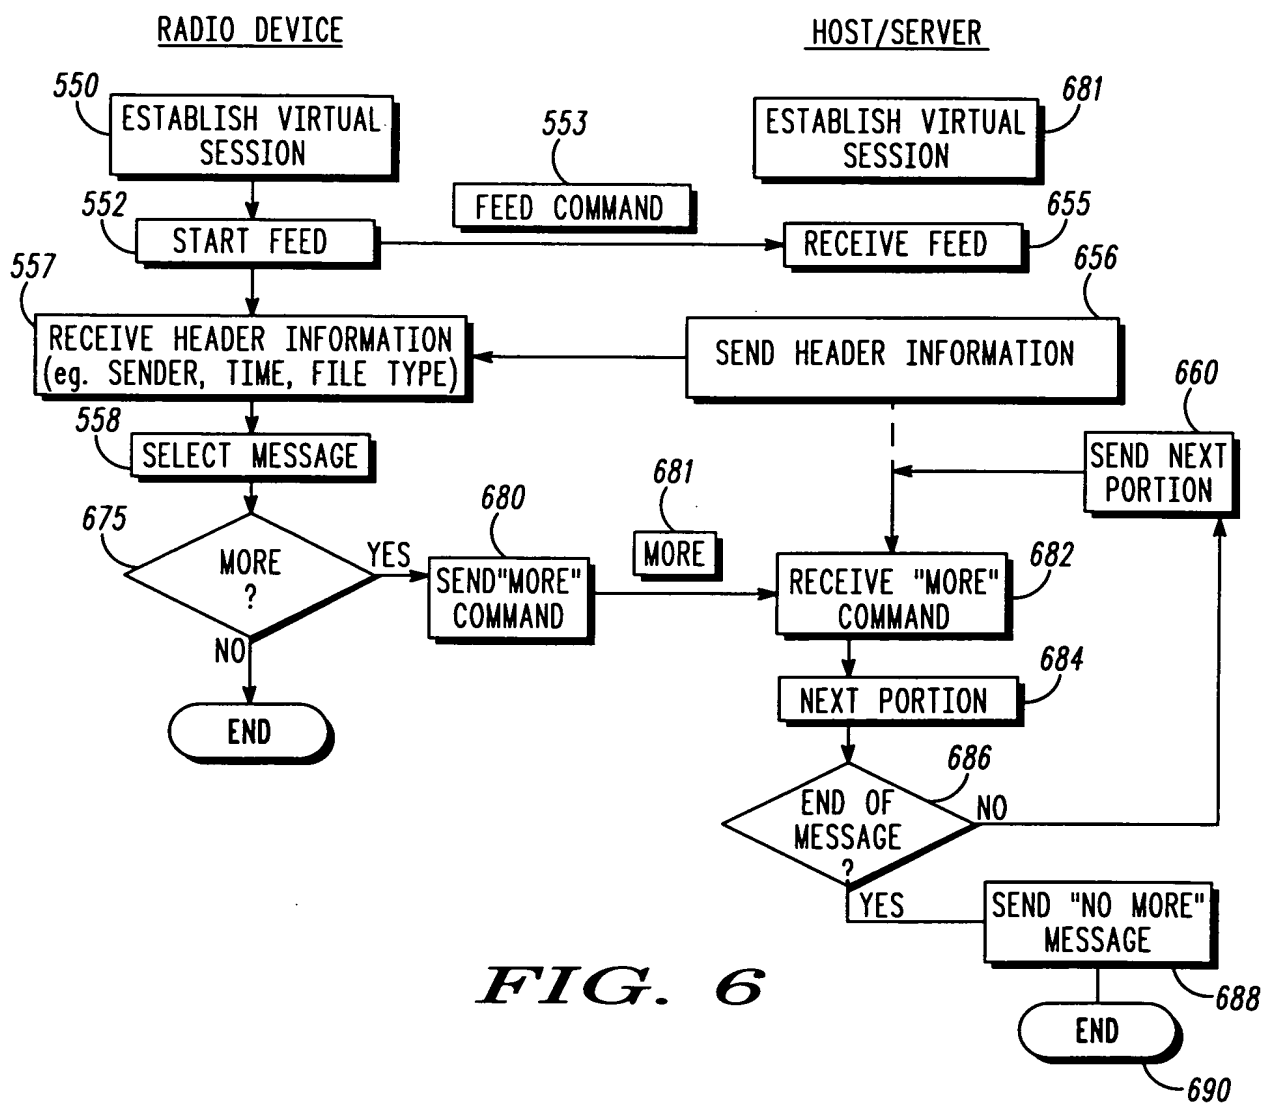 RADIO DEVICE
HOST/SERVER
550
ESTABLISH VIRTUAL
SESSION
681
ESTABLISH VIRTUAL
SESSION
553
FEED COMMAND
552
START FEED
655
RECEIVE FEED
557
RECEIVE HEADER INFORMATION
(eg. SENDER, TIME, FILE TYPE)
656
SEND HEADER INFORMATION
660
SEND NEXT
PORTION
558
SELECT MESSAGE
675
MORE
?
YES
NO
END
680
SEND"MORE"
COMMAND
681
MORE
682
RECEIVE "MORE"
COMMAND
684
NEXT PORTION
686
END OF
MESSAGE
?
NO
YES
SEND "NO MORE"
MESSAGE
688
END
690
FIG. 6